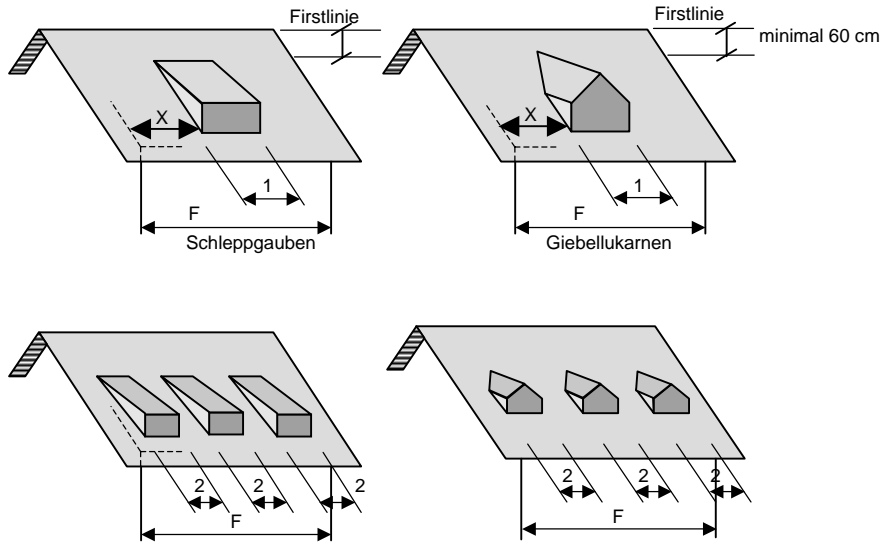 Firstlinie
Firstlinie
minimal 60 cm
X
X
1
1
F
F
Schleppgauben
Giebellukarnen
2
2
2
2
2
2
F
F